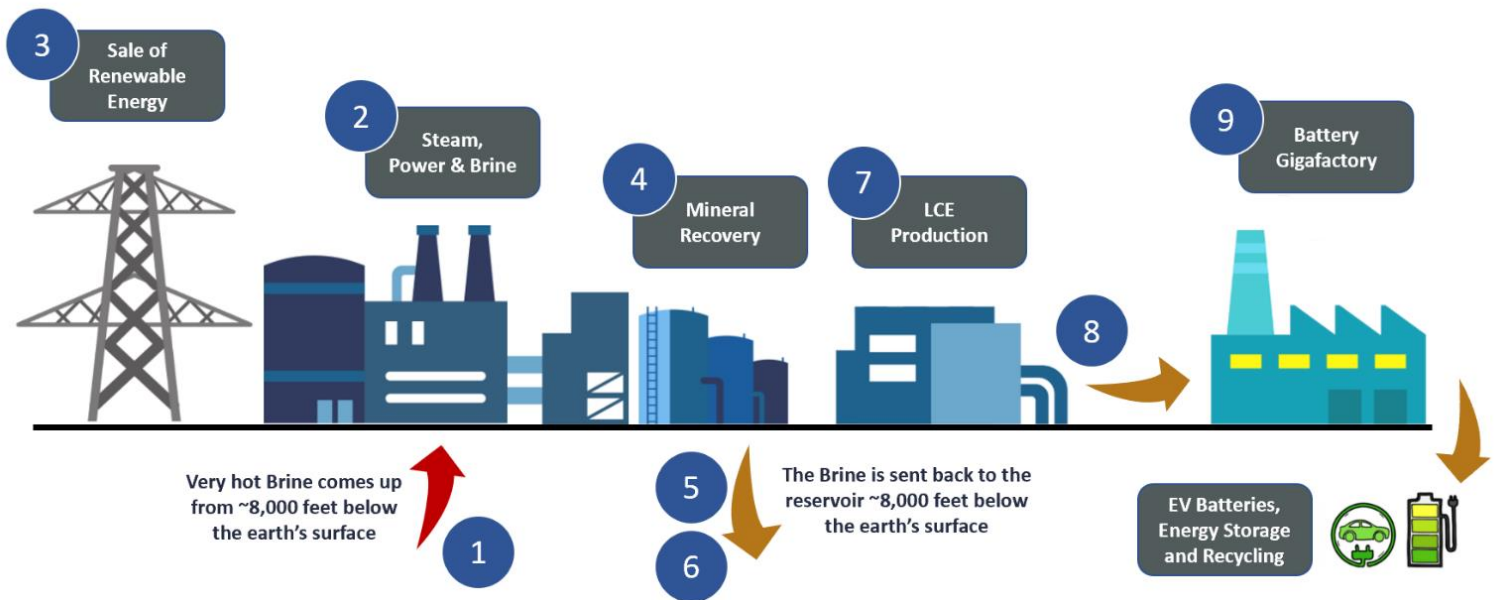 3
Sale of
Renewable
Energy
2
Steam,
Power & Brine
4
Mineral
Recovery
7
LCE
Production
9
Battery
Gigafactory
8
Very hot Brine comes up
from ~8,000 feet below
the earth's surface
1
5
6
The Brine is sent back to the
reservoir ~8,000 feet below
the earth's surface
EV Batteries,
Energy Storage
and Recycling